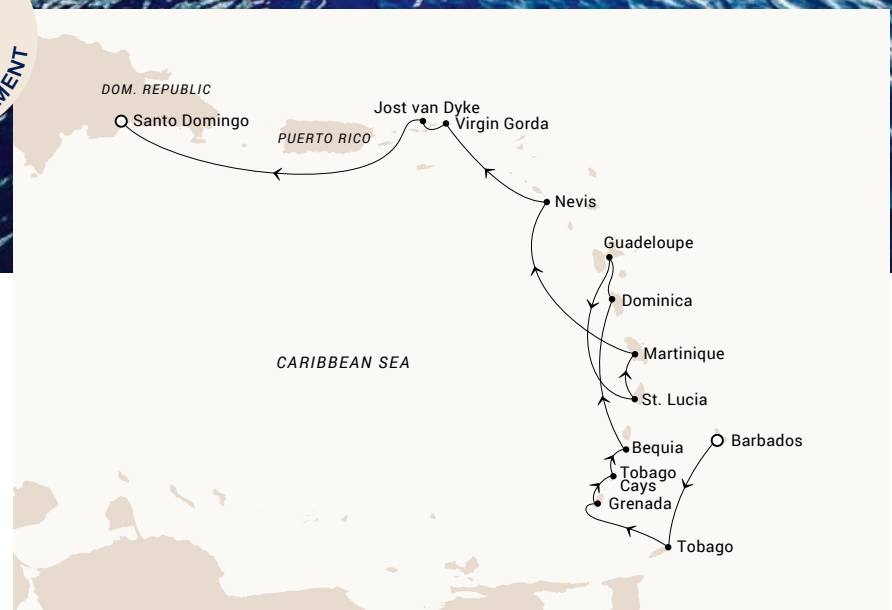 DOM. REPUBLIC
Santo Domingo
PUERTO RICO
Jost van Dyke
Virgin Gorda
Nevis
Guadeloupe
Dominica
Martinique
St. Lucia
CARIBBEAN SEA
Bequia
Barbados
Tobago
Cays
Grenada
Tobago